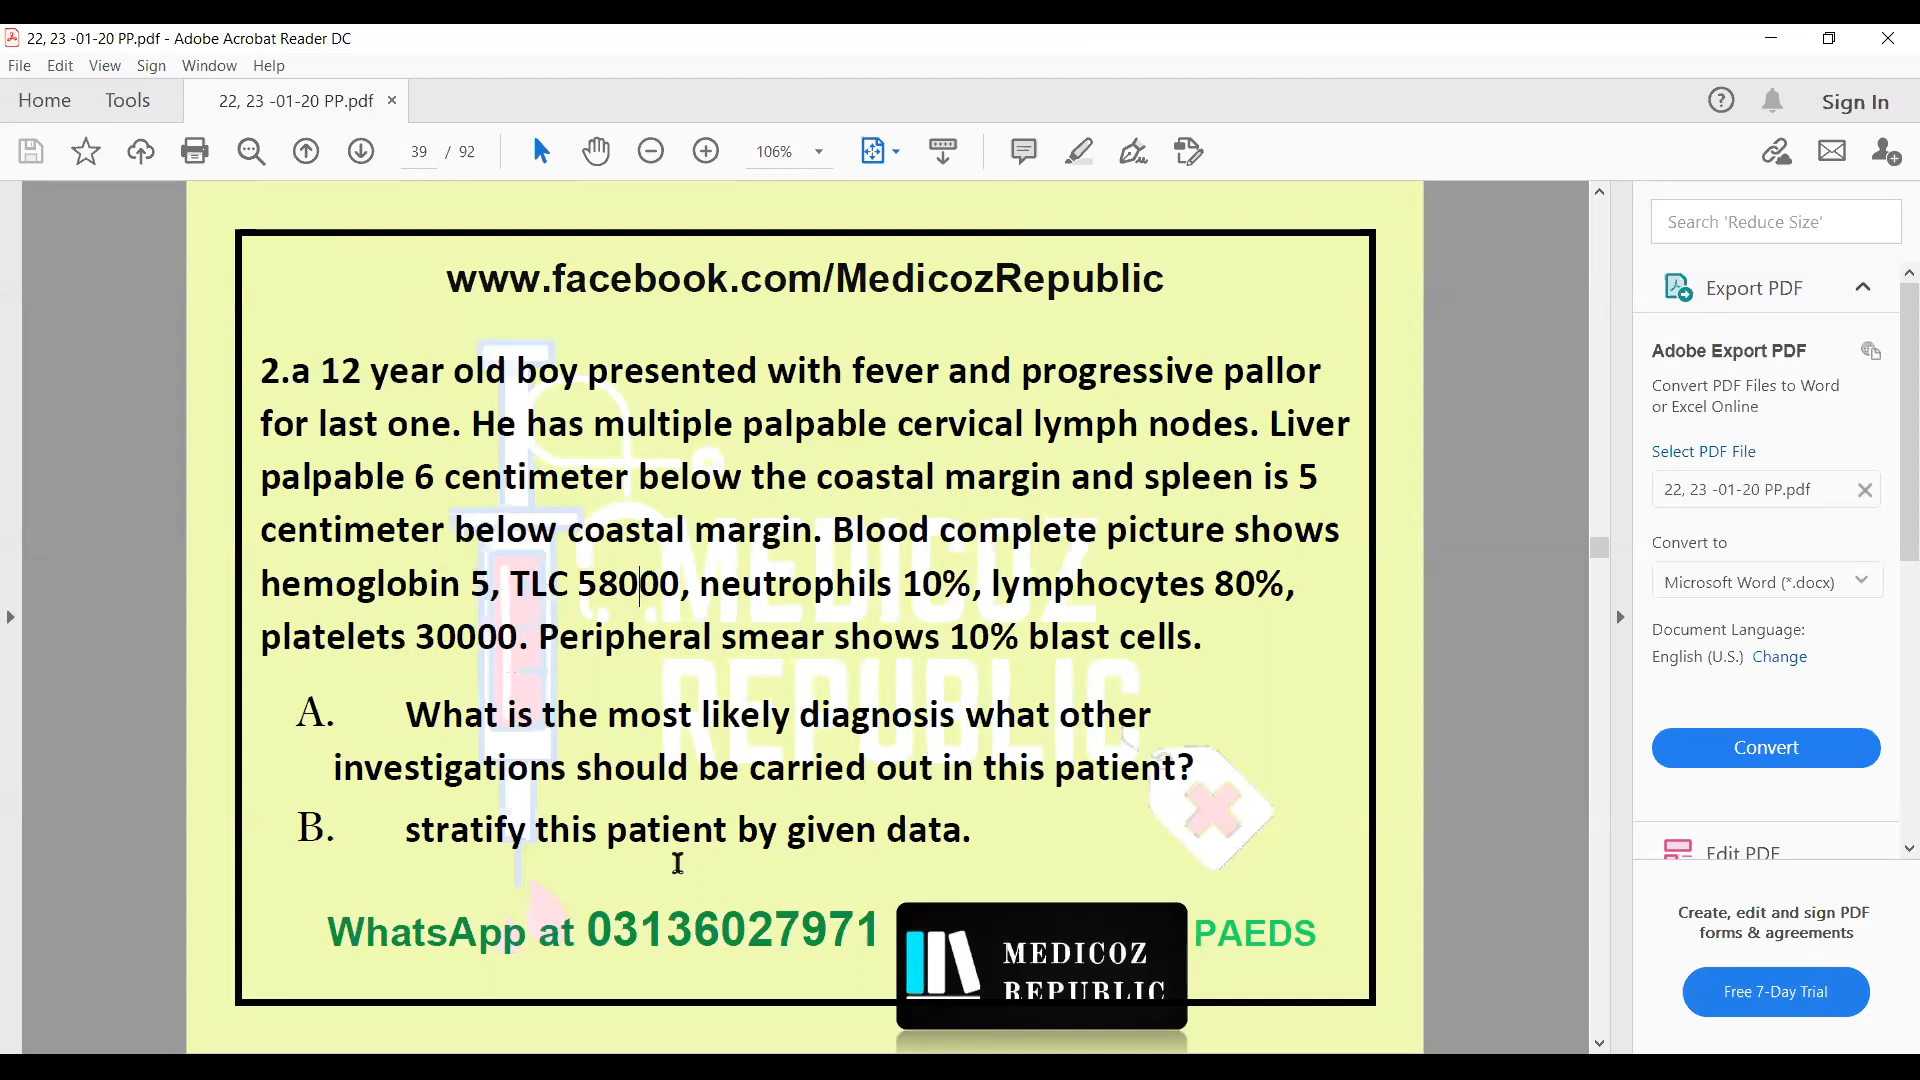 22, 23 -01-20 PP.pdf - Adobe Acrobat Reader DC
File Edit View Sign Window Help
Home Tools 22, 23 -01-20 PP.pdf × Sign In
39 / 92 106%
www.facebook.com/MedicozRepublic
2.a 12 year old boy presented with fever and progressive pallor
for last one. He has multiple palpable cervical lymph nodes. Liver
palpable 6 centimeter below the coastal margin and spleen is 5
centimeter below coastal margin. Blood complete picture shows
hemoglobin 5, TLC 58000, neutrophils 10%, lymphocytes 80%,
platelets 30000. Peripheral smear shows 10% blast cells.
A. What is the most likely diagnosis what other
investigations should be carried out in this patient?
B. stratify this patient by given data.
WhatsApp at 03136027971
MEDICOZ
REPUBLIC
PAEDS
MEDICOZ
REPUBLIC
Search 'Reduce Size'
Export PDF
Adobe Export PDF
Convert PDF Files to Word
or Excel Online
Select PDF File
22, 23 -01-20 PP.pdf
Convert to
Microsoft Word (*.docx)
Document Language:
English (U.S.) Change
Convert
Edit PDF
Create, edit and sign PDF
forms & agreements
Free 7-Day Trial